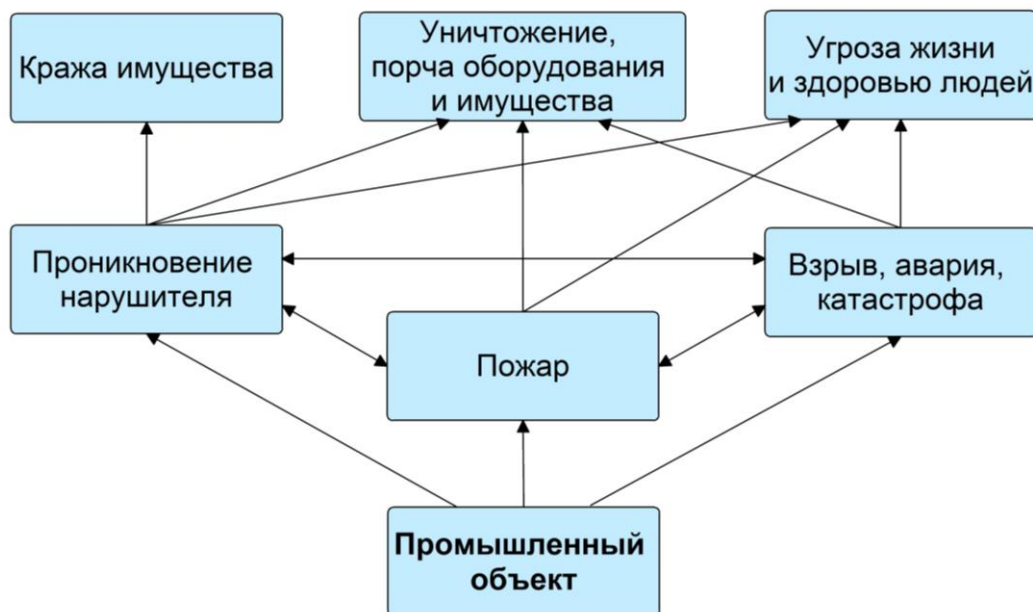 Кража имущества
Уничтожение,
порча оборудования
и имущества
Угроза жизни
и здоровью людей
Проникновение
нарушителя
Пожар
Взрыв, авария,
катастрофа
Промышленный
объект